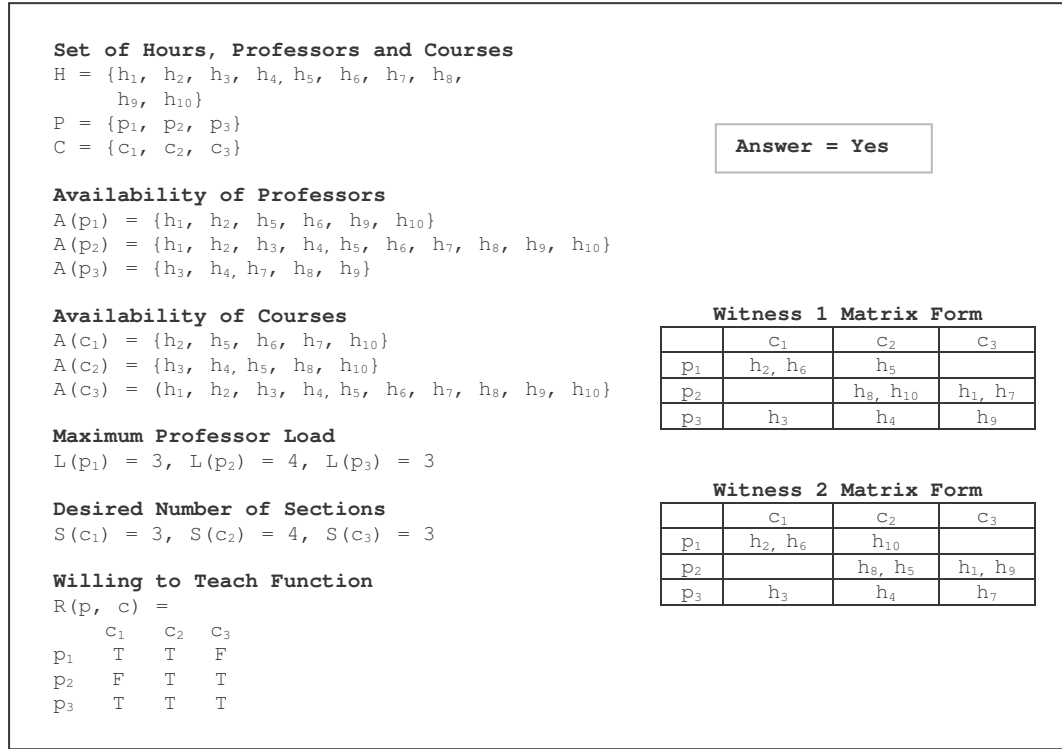 Set of Hours, Professors and Courses
H = {h₁, h₂, h₃, h₄, h₅, h₆, h₇, h₈,
h₉, h₁₀}
P = {p₁, p₂, p₃}
C = {c₁, c₂, c₃}
Answer = Yes
Availability of Professors
A(p₁) = {h₁, h₂, h₅, h₆, h₉, h₁₀}
A(p₂) = {h₁, h₂, h₃, h₄, h₅, h₆, h₇, h₈, h₉, h₁₀}
A(p₃) = {h₃, h₄, h₇, h₈, h₉}
Availability of Courses
A(c₁) = {h₂, h₅, h₆, h₇, h₁₀}
A(c₂) = {h₃, h₄, h₅, h₈, h₁₀}
A(c₃) = (h₁, h₂, h₃, h₄, h₅, h₆, h₇, h₈, h₉, h₁₀}
Maximum Professor Load
L(p₁) = 3, L(p₂) = 4, L(p₃) = 3
Desired Number of Sections
S(c₁) = 3, S(c₂) = 4, S(c₃) = 3
Willing to Teach Function
R(p, c) =
c₁ c₂ c₃
p₁ T T F
p₂ F T T
p₃ T T T
Witness 1 Matrix Form
c₁ c₂ c₃
p₁ h₂, h₆ h₅
p₂ h₈, h₁₀ h₁, h₇
p₃ h₃ h₄ h₉
Witness 2 Matrix Form
c₁ c₂ c₃
p₁ h₂, h₆ h₁₀
p₂ h₈, h₅ h₁, h₉
p₃ h₃ h₄ h₇